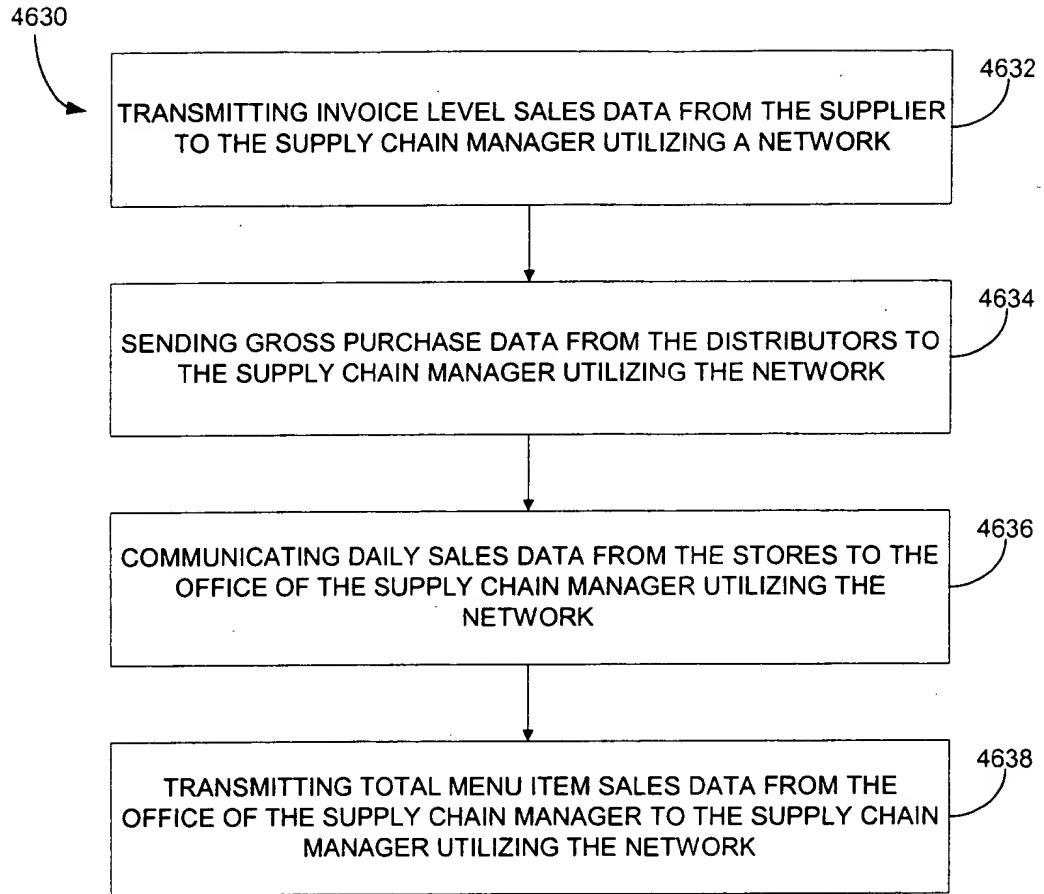 4630
4632
TRANSMITTING INVOICE LEVEL SALES DATA FROM THE SUPPLIER
TO THE SUPPLY CHAIN MANAGER UTILIZING A NETWORK
4634
SENDING GROSS PURCHASE DATA FROM THE DISTRIBUTORS TO
THE SUPPLY CHAIN MANAGER UTILIZING THE NETWORK
4636
COMMUNICATING DAILY SALES DATA FROM THE STORES TO THE
OFFICE OF THE SUPPLY CHAIN MANAGER UTILIZING THE
NETWORK
4638
TRANSMITTING TOTAL MENU ITEM SALES DATA FROM THE
OFFICE OF THE SUPPLY CHAIN MANAGER TO THE SUPPLY CHAIN
MANAGER UTILIZING THE NETWORK